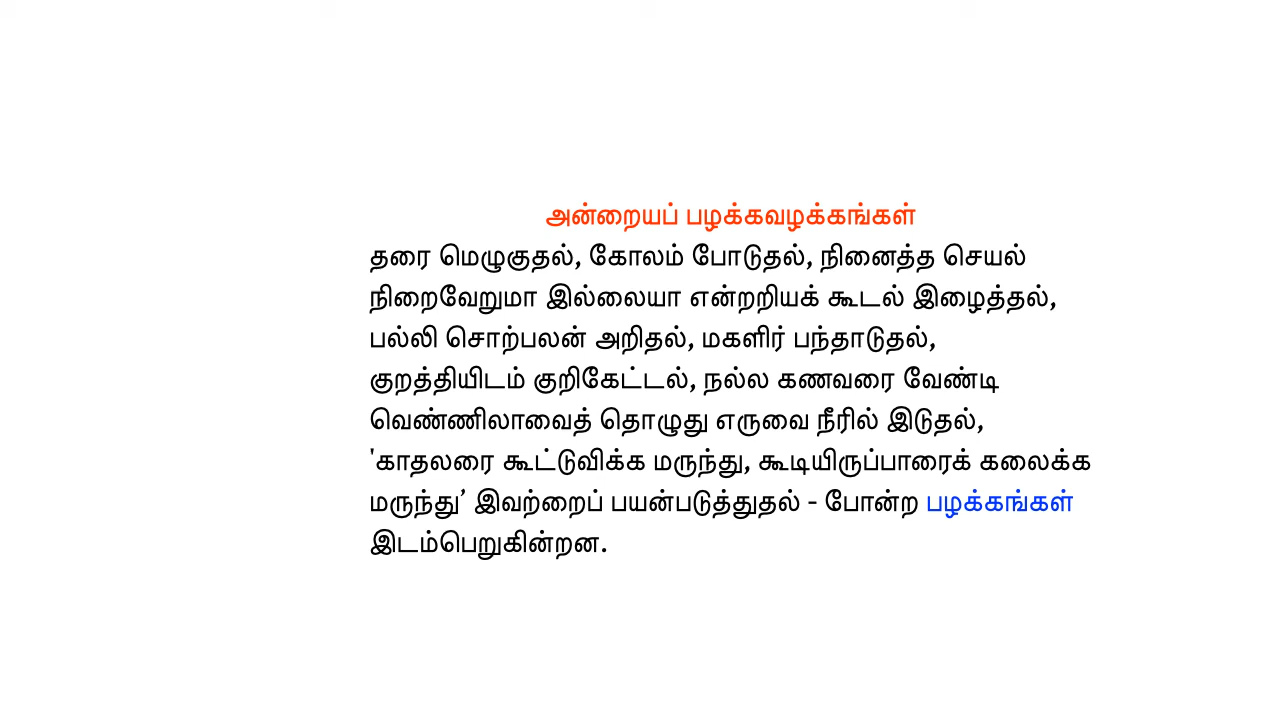 அன்றையப் பழக்கவழக்கங்கள்
தரை மெழுகுதல், கோலம் போடுதல், நினைத்த செயல்
நிறைவேறுமா இல்லையா என்றறியக் கூடல் இழைத்தல்,
பல்லி சொற்பலன் அறிதல், மகளிர் பந்தாடுதல்,
குறத்தியிடம் குறிகேட்டல், நல்ல கணவரை வேண்டி
வெண்ணிலாவைத் தொழுது எருவை நீரில் இடுதல்,
'காதலரை கூட்டுவிக்க மருந்து, கூடியிருப்பாரைக் கலைக்க
மருந்து’ இவற்றைப் பயன்படுத்துதல் - போன்ற பழக்கங்கள்
இடம்பெறுகின்றன.